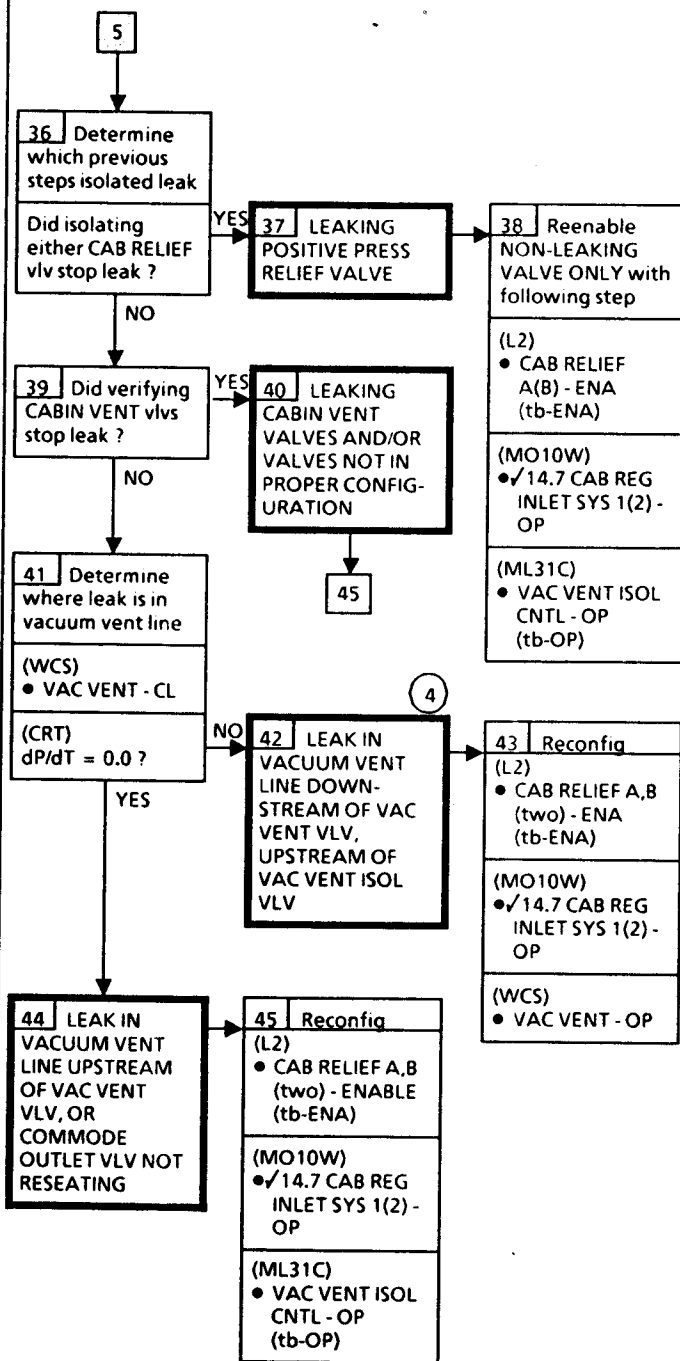 5
36 Determine
which previous
steps isolated leak
Did isolating
either CAB RELIEF
vlv stop leak ?
YES
NO
37 LEAKING
POSITIVE PRESS
RELIEF VALVE
38 Reenable
NON-LEAKING
VALVE ONLY with
following step
(L2)
• CAB RELIEF
A(B) - ENA
(tb-ENA)
(MO10W)
•✓14.7 CAB REG
INLET SYS 1(2) -
OP
(ML31C)
• VAC VENT ISOL
CNTL - OP
(tb-OP)
39 Did verifying
CABIN VENT vlvs
stop leak ?
YES
NO
40 LEAKING
CABIN VENT
VALVES AND/OR
VALVES NOT IN
PROPER CONFIG-
URATION
45
41 Determine
where leak is in
vacuum vent line
(WCS)
• VAC VENT - CL
(CRT)
dP/dT = 0.0 ?
NO
YES
4
42 LEAK IN
VACUUM VENT
LINE DOWN-
STREAM OF VAC
VENT VLV,
UPSTREAM OF
VAC VENT ISOL
VLV
43 Reconfig
(L2)
• CAB RELIEF A,B
(two) - ENA
(tb-ENA)
(MO10W)
•✓14.7 CAB REG
INLET SYS 1(2) -
OP
(WCS)
• VAC VENT - OP
44 LEAK IN
VACUUM VENT
LINE UPSTREAM
OF VAC VENT
VLV, OR
COMMODE
OUTLET VLV NOT
RESEATING
45 Reconfig
(L2)
• CAB RELIEF A,B
(two) - ENABLE
(tb-ENA)
(MO10W)
•✓14.7 CAB REG
INLET SYS 1(2) -
OP
(ML31C)
• VAC VENT ISOL
CNTL - OP
(tb-OP)